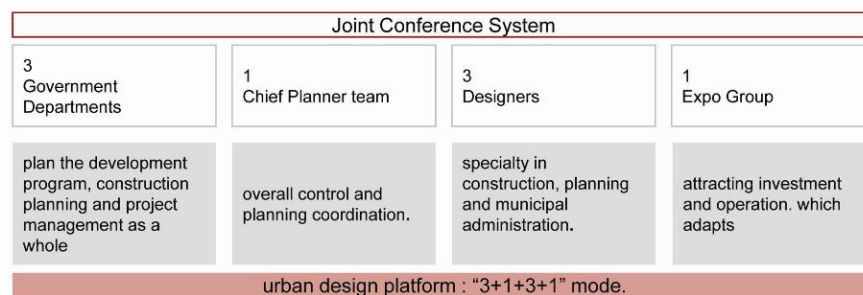 Joint Conference System
3
Government
Departments
1
Chief Planner team
3
Designers
1
Expo Group
plan the development
program, construction
planning and project
management as a
whole
overall control and
planning coordination.
specialty in
construction, planning
and municipal
administration.
attracting investment
and operation. which
adapts
urban design platform : “3+1+3+1” mode.